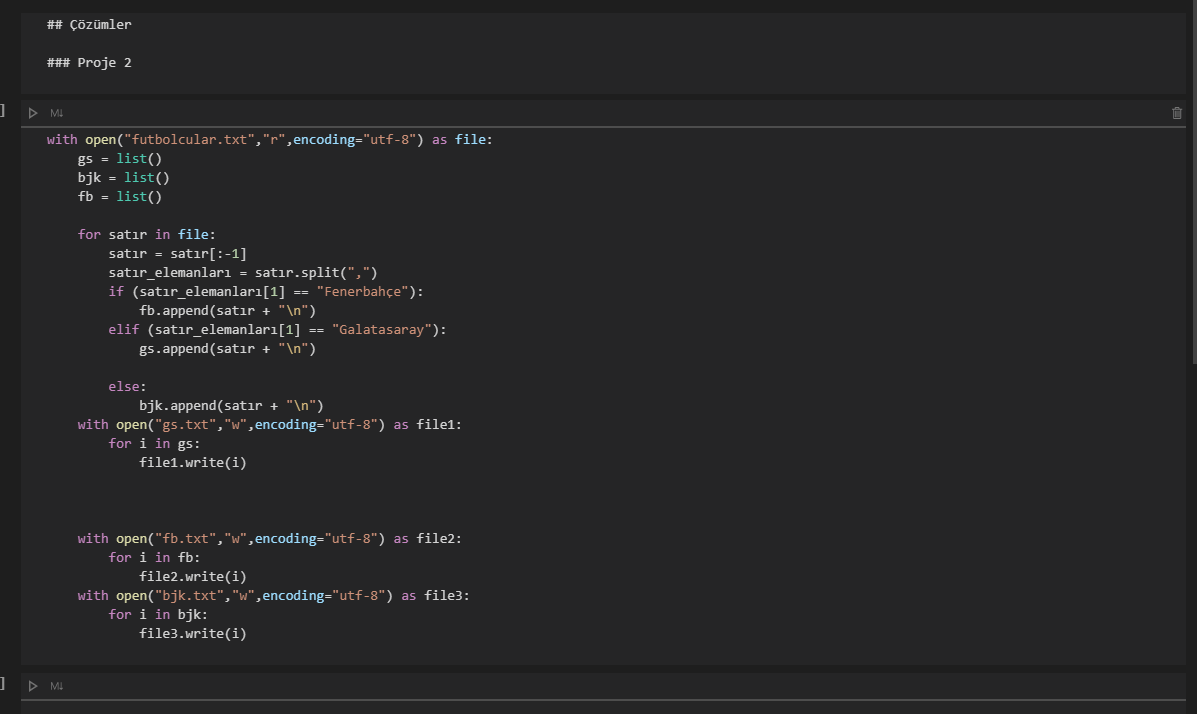 ## Çözümler
### Proje 2
]
M↓
with open("futbolcular.txt","r",encoding="utf-8") as file:
    gs = list()
    bjk = list()
    fb = list()
    for satır in file:
        satır = satır[:-1]
        satır_elemanları = satır.split(",")
        if (satır_elemanları[1] == "Fenerbahçe"):
            fb.append(satır + "\n")
        elif (satır_elemanları[1] == "Galatasaray"):
            gs.append(satır + "\n")
        else:
            bjk.append(satır + "\n")
    with open("gs.txt","w",encoding="utf-8") as file1:
        for i in gs:
            file1.write(i)
    with open("fb.txt","w",encoding="utf-8") as file2:
        for i in fb:
            file2.write(i)
    with open("bjk.txt","w",encoding="utf-8") as file3:
        for i in bjk:
            file3.write(i)
]
M↓